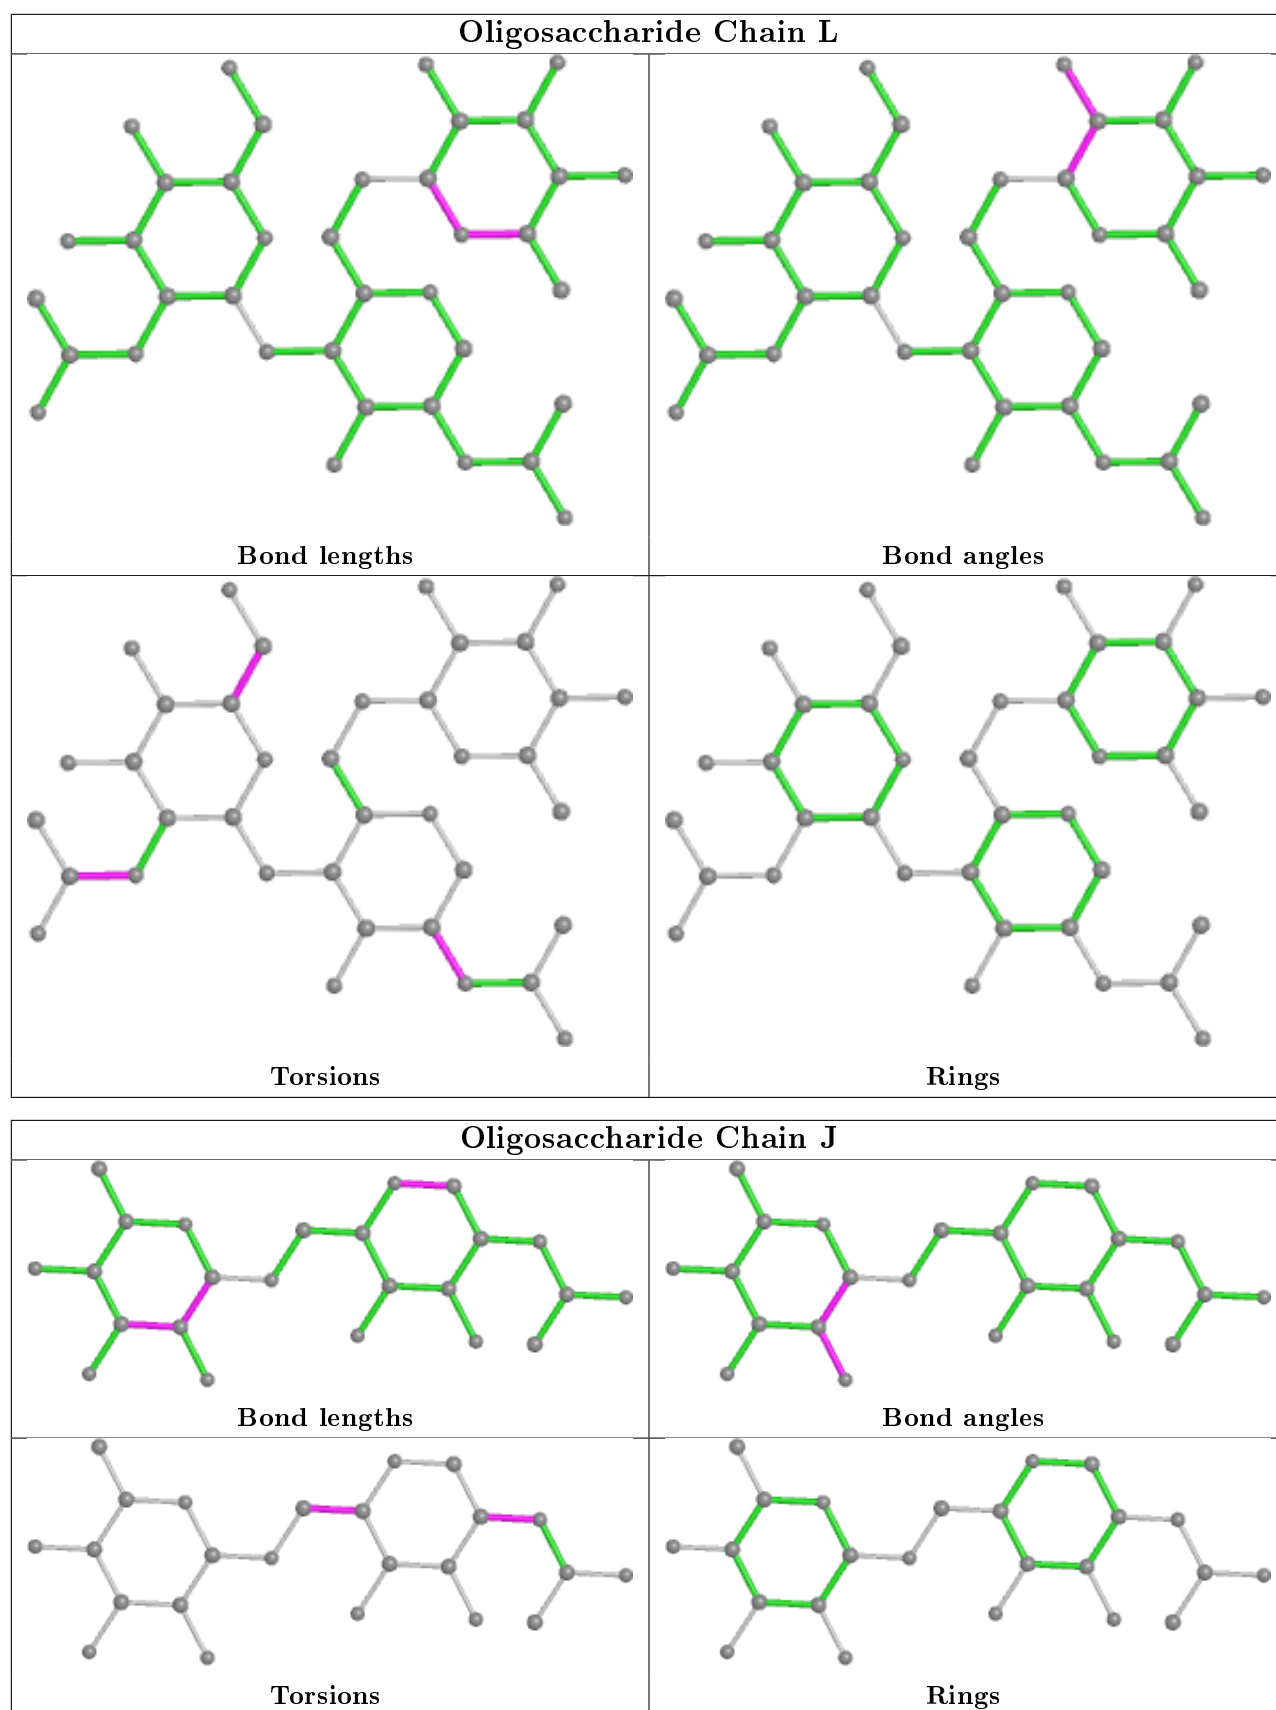 Oligosaccharide Chain L
Bond lengths
Bond angles
Torsions
Rings
Oligosaccharide Chain J
Bond lengths
Bond angles
Torsions
Rings